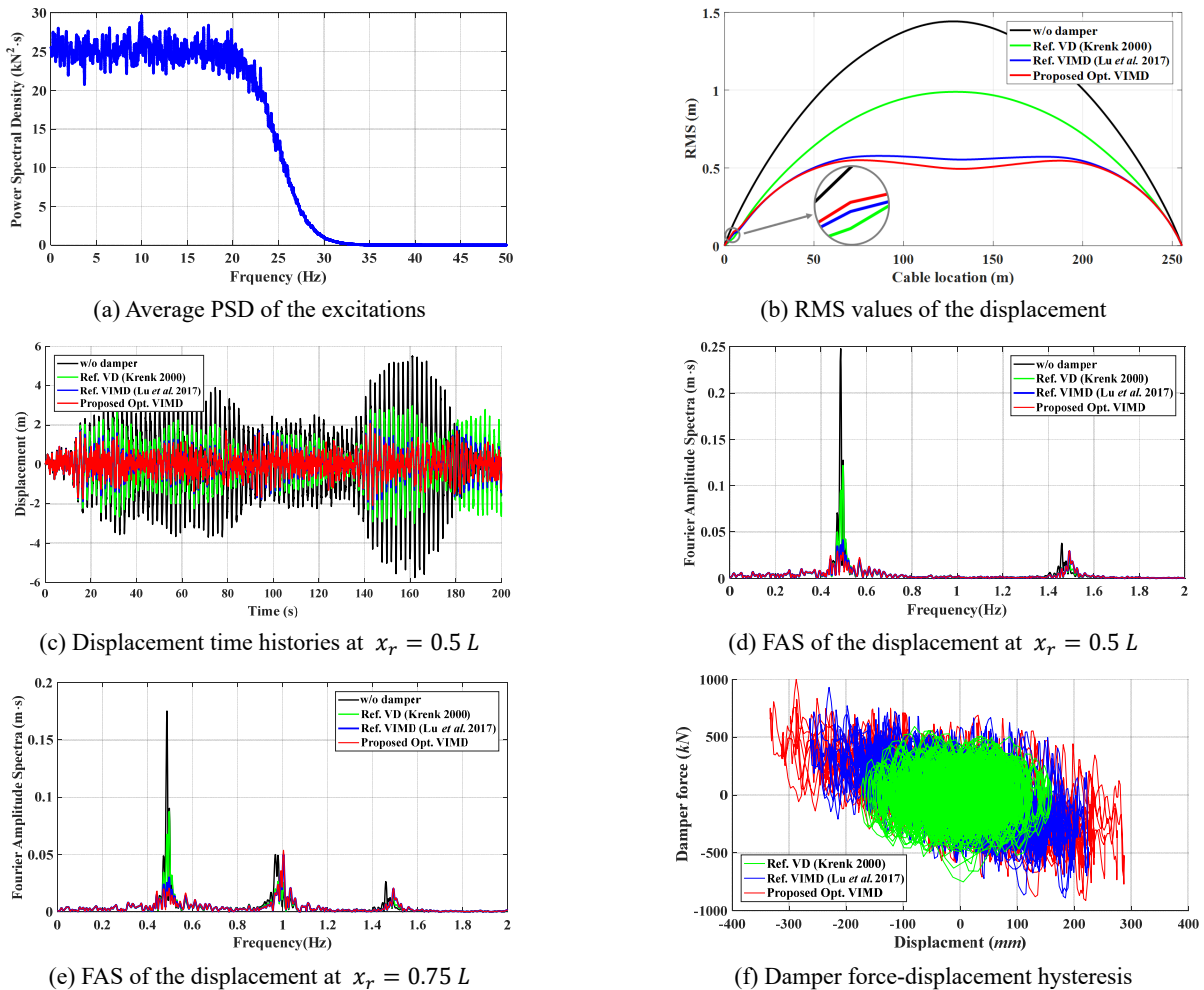 30
25
20
15
10
5
0
Power Spectral Density (kN²·s)
0 5 10 15 20 25 30 35 40 45 50
Frquency (Hz)
(a) Average PSD of the excitations
1.5
1
0.5
0
RMS (m)
w/o damper
Ref. VD (Krenk 2000)
Ref. VIMD (Lu et al. 2017)
Proposed Opt. VIMD
0 50 100 150 200 250
Cable location (m)
(b) RMS values of the displacement
6
4
2
0
-2
-4
-6
Displacement (m)
w/o damper
Ref. VD (Krenk 2000)
Ref. VIMD (Lu et al. 2017)
Proposed Opt. VIMD
0 20 40 60 80 100 120 140 160 180 200
Time (s)
(c) Displacement time histories at x_r = 0.5 L
0.25
0.2
0.15
0.1
0.05
0
Fourier Amplitude Spectra (m·s)
w/o damper
Ref. VD (Krenk 2000)
Ref. VIMD (Lu et al. 2017)
Proposed Opt. VIMD
0 0.2 0.4 0.6 0.8 1 1.2 1.4 1.6 1.8 2
Frequency(Hz)
(d) FAS of the displacement at x_r = 0.5 L
0.2
0.15
0.1
0.05
0
Fourier Amplitude Spectra (m·s)
w/o damper
Ref. VD (Krenk 2000)
Ref. VIMD (Lu et al. 2017)
Proposed Opt. VIMD
0 0.2 0.4 0.6 0.8 1 1.2 1.4 1.6 1.8 2
Frequency(Hz)
(e) FAS of the displacement at x_r = 0.75 L
1000
500
0
-500
-1000
Damper force (kN)
Ref. VD (Krenk 2000)
Ref. VIMD (Lu et al. 2017)
Proposed Opt. VIMD
-400 -300 -200 -100 0 100 200 300 400
Displacment (mm)
(f) Damper force-displacement hysteresis